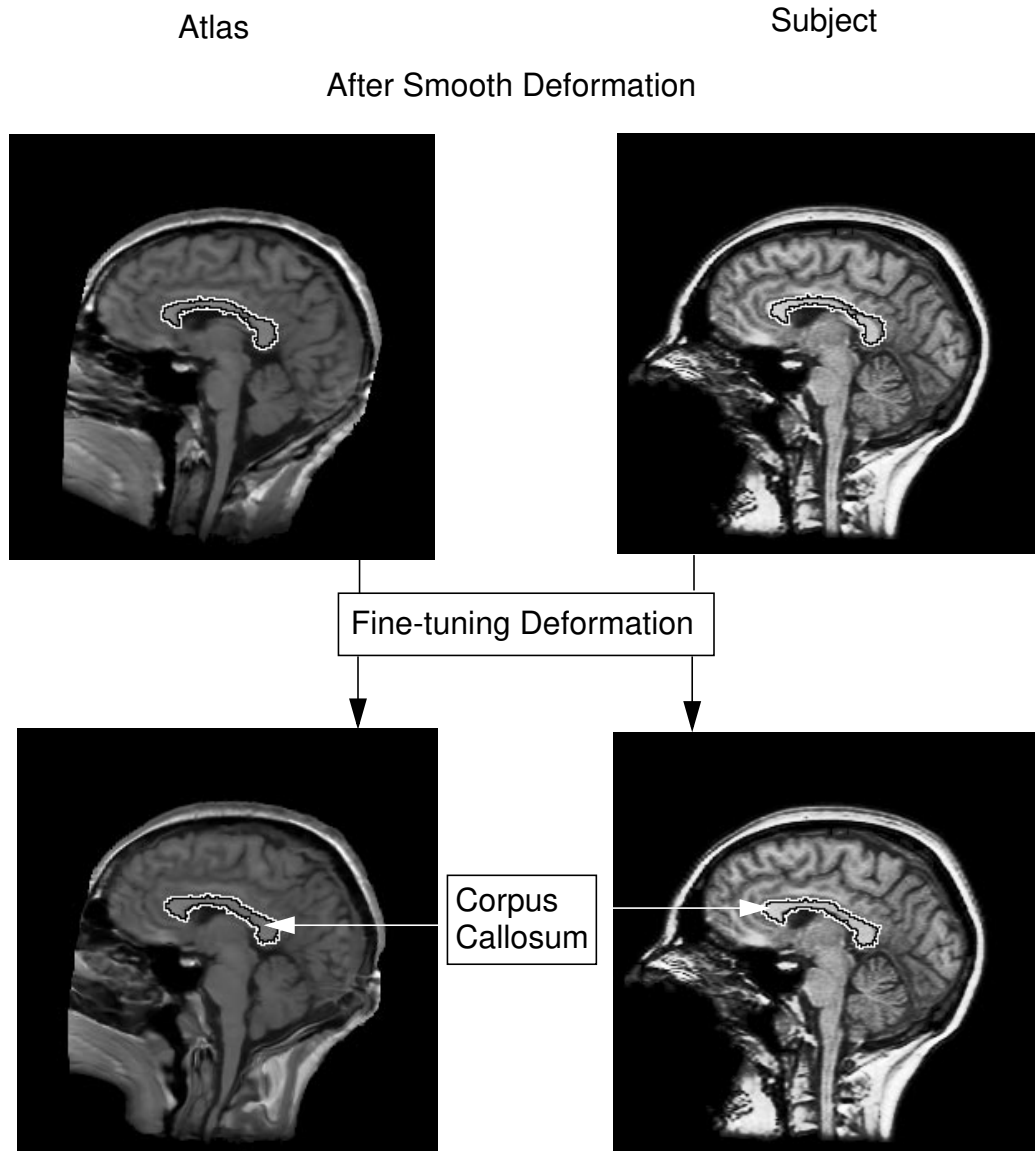 Atlas
Subject
After Smooth Deformation
Fine-tuning Deformation
Corpus
Callosum